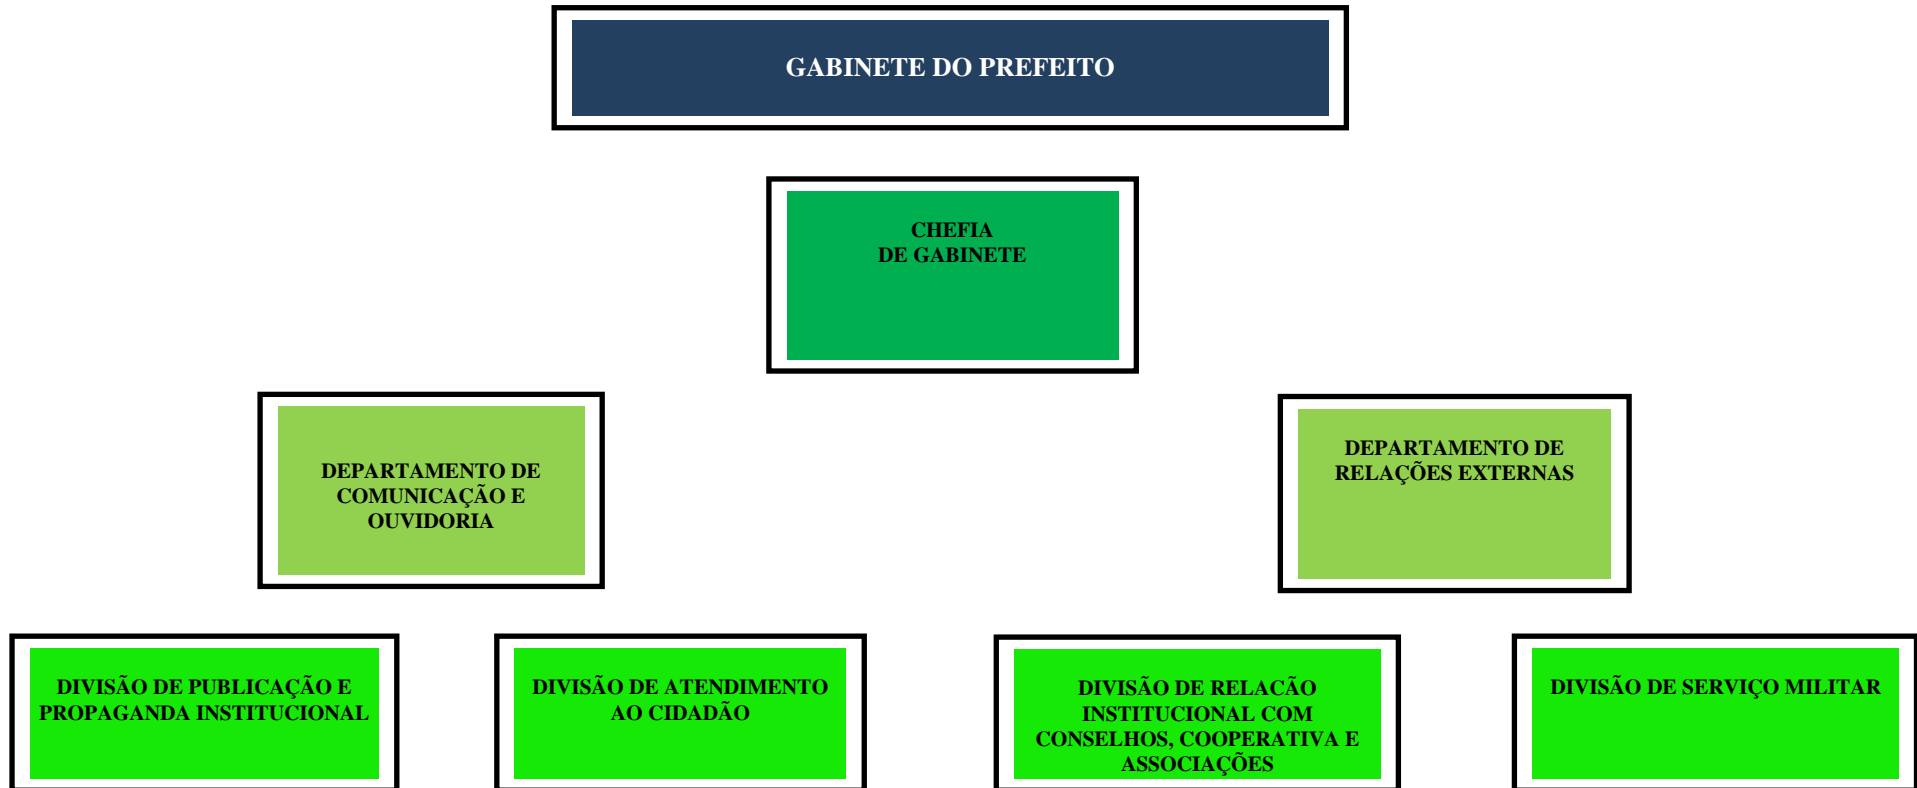 GABINETE DO PREFEITO
CHEFIA
DE GABINETE
DEPARTAMENTO DE
COMUNICAÇÃO E
OUVIDORIA
DEPARTAMENTO DE
RELAÇÕES EXTERNAS
DIVISÃO DE PUBLICAÇÃO E
PROPAGANDA INSTITUCIONAL
DIVISÃO DE ATENDIMENTO
AO CIDADÃO
DIVISÃO DE RELACÃO
INSTITUCIONAL COM
CONSELHOS, COOPERATIVA E
ASSOCIAÇÕES
DIVISÃO DE SERVIÇO MILITAR